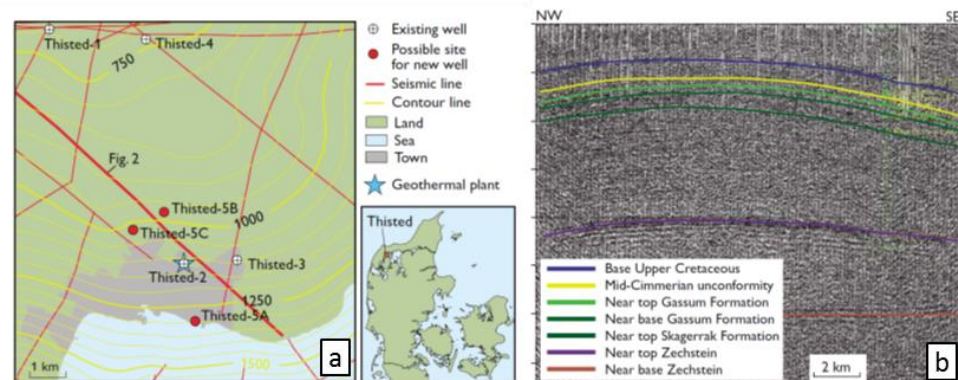 Thisted-1
Thisted-4
750
Fig. 2
Thisted-5B
1000
Thisted-5C
Thisted-2
Thisted-3
1250
Thisted-5A
1500
1 km
a
Existing well
Possible site
for new well
Seismic line
Contour line
Land
Sea
Town
Geothermal plant
Thisted
NW
SE
Base Upper Cretaceous
Mid-Cimmerian unconformity
Near top Gassum Formation
Near base Gassum Formation
Near top Skagerrak Formation
Near top Zechstein
Near base Zechstein
2 km
b